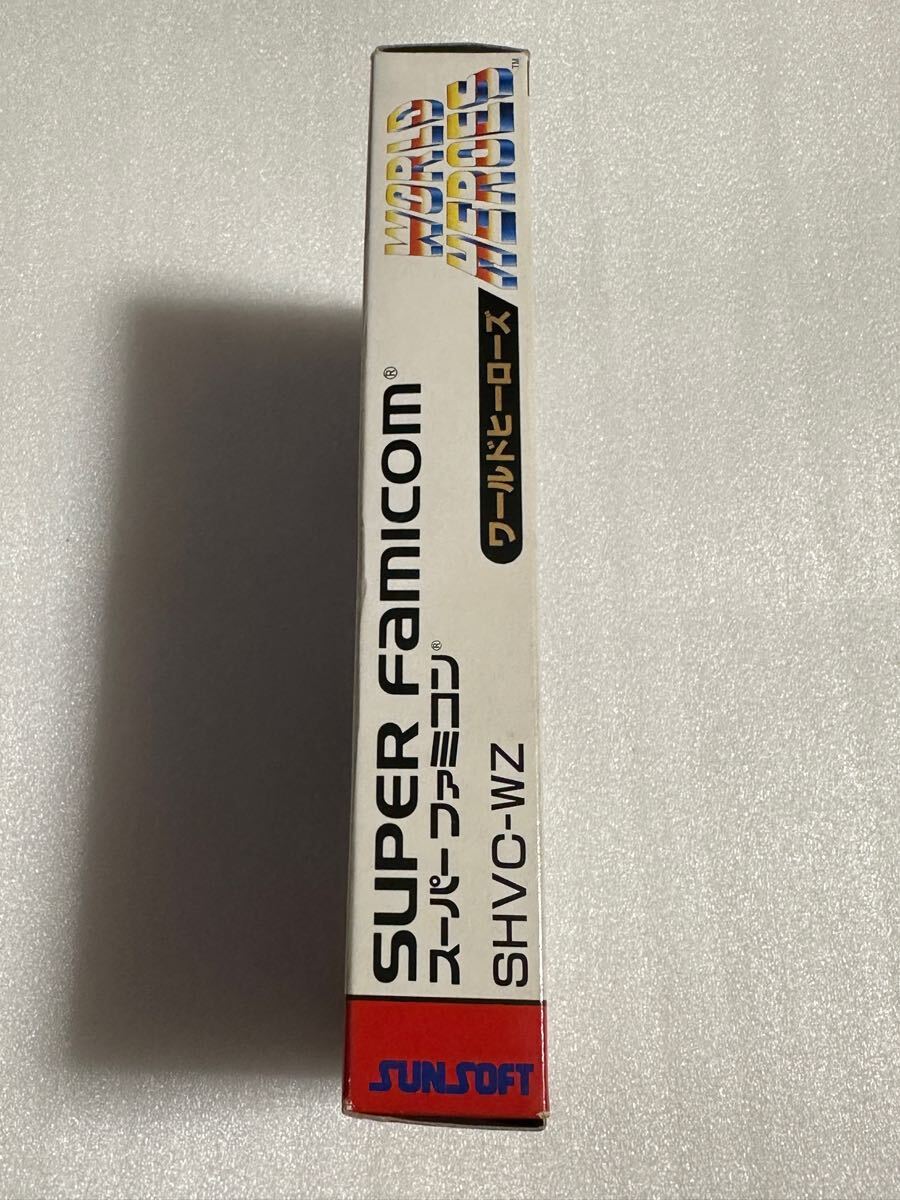 SUPER FAMICOM®
スーパーファミコン®
SHVC-WZ
WORLD
HEROES™
ワールドヒーローズ
SUNSOFT